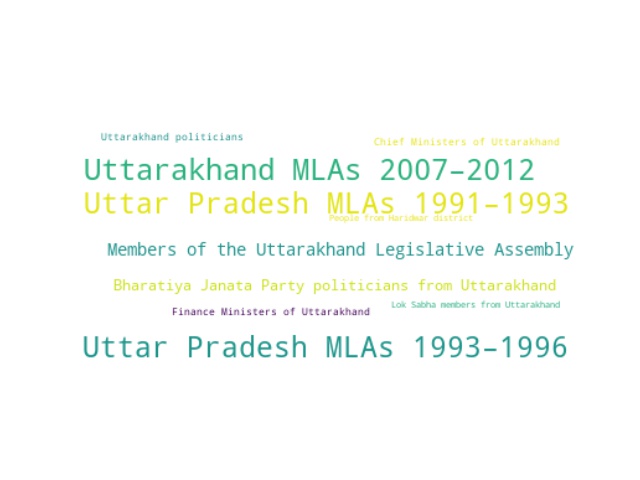 Uttarakhand politicians
Chief Ministers of Uttarakhand
Uttarakhand MLAs 2007–2012
Uttar Pradesh MLAs 1991–1993
People from Haridwar district
Members of the Uttarakhand Legislative Assembly
Bharatiya Janata Party politicians from Uttarakhand
Lok Sabha members from Uttarakhand
Finance Ministers of Uttarakhand
Uttar Pradesh MLAs 1993–1996